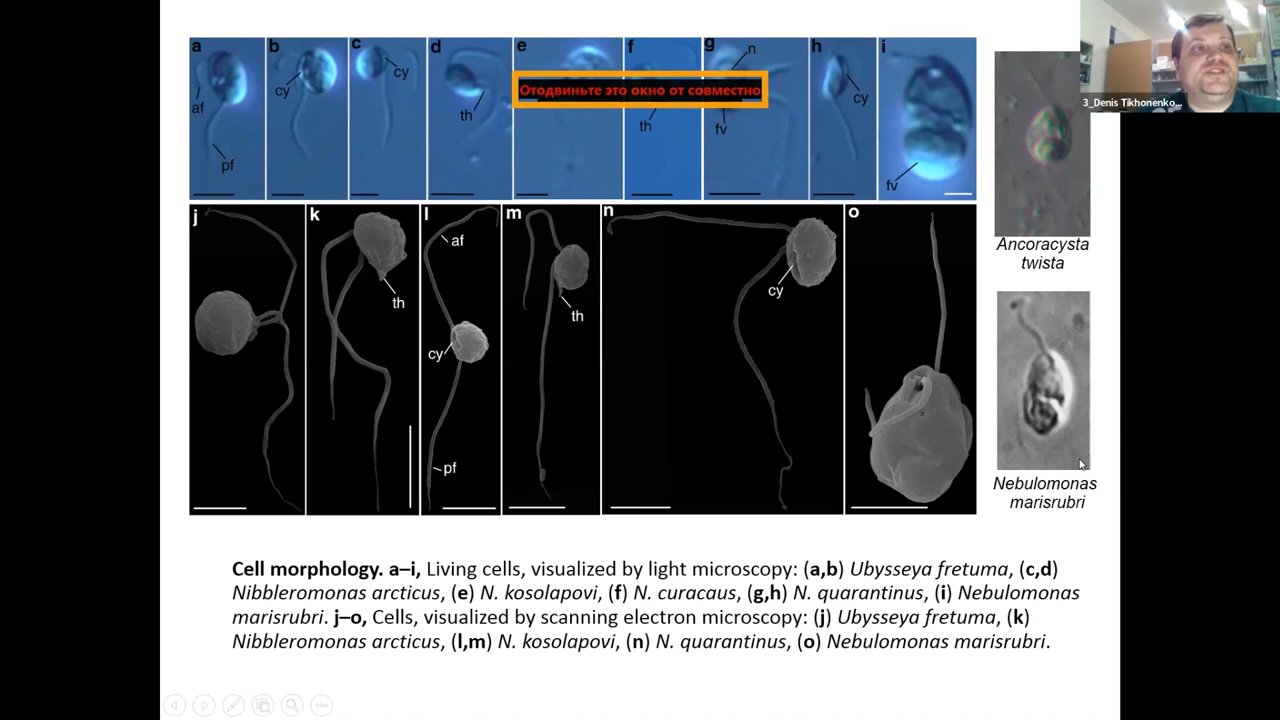 a b c d e f g h i
n
cy
cy
cy
cy
af
th
th
fv
pf
fv
Отодвиньте это окно от совместно
3_Denis Tikhonenko...
Ancoracysta
twista
j k l m n o
af
th
cy
th
cy
pf
Nebulomonas
marisrubri
Cell morphology. a–i, Living cells, visualized by light microscopy: (a,b) Ubysseya fretuma, (c,d)
Nibbleromonas arcticus, (e) N. kosolapovi, (f) N. curacaus, (g,h) N. quarantinus, (i) Nebulomonas
marisrubri. j–o, Cells, visualized by scanning electron microscopy: (j) Ubysseya fretuma, (k)
Nibbleromonas arcticus, (l,m) N. kosolapovi, (n) N. quarantinus, (o) Nebulomonas marisrubri.